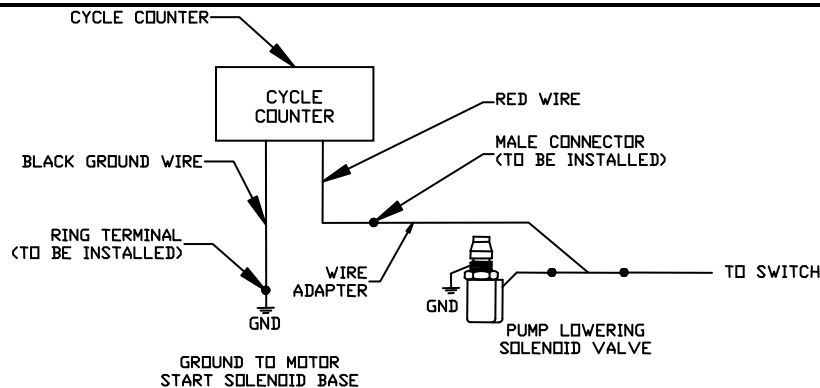 CYCLE COUNTER
CYCLE
COUNTER
RED WIRE
MALE CONNECTOR
(TO BE INSTALLED)
BLACK GROUND WIRE
RING TERMINAL
(TO BE INSTALLED)
WIRE
ADAPTER
GND
TO SWITCH
GND
PUMP LOWERING
SOLENOID VALVE
GROUND TO MOTOR
START SOLENOID BASE